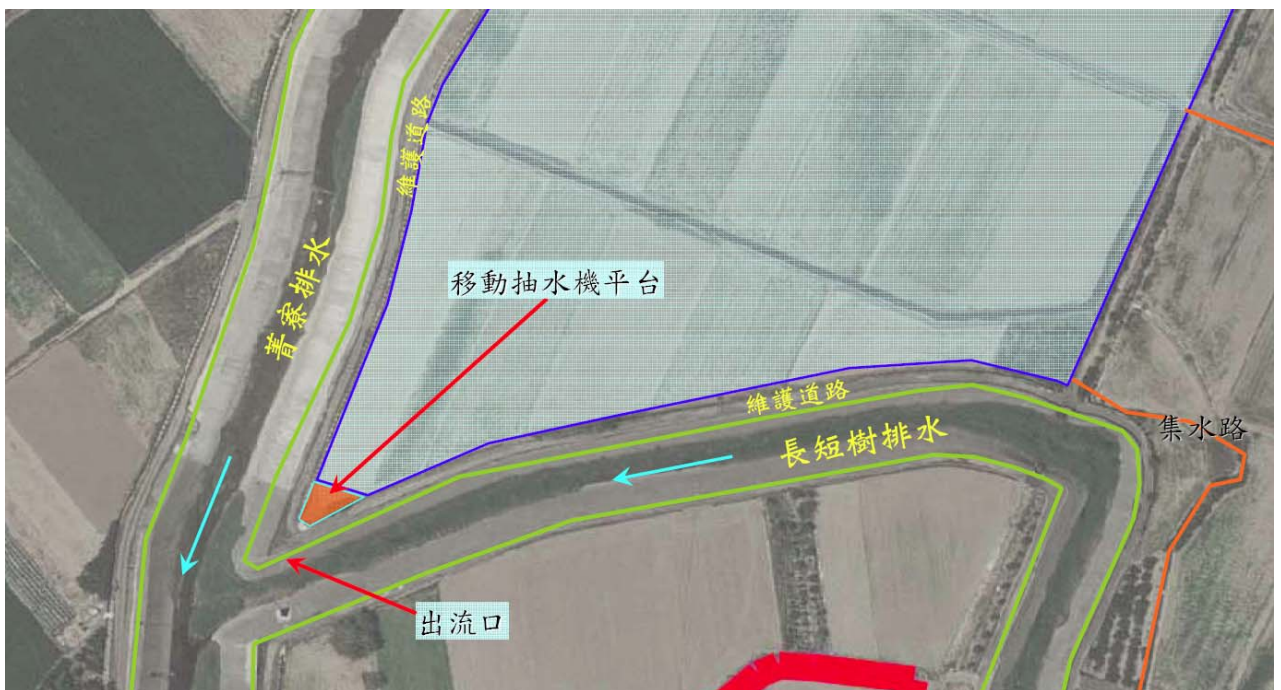 維護道路
菁寮排水
移動抽水機平台
維護道路
長短樹排水
集水路
出流口